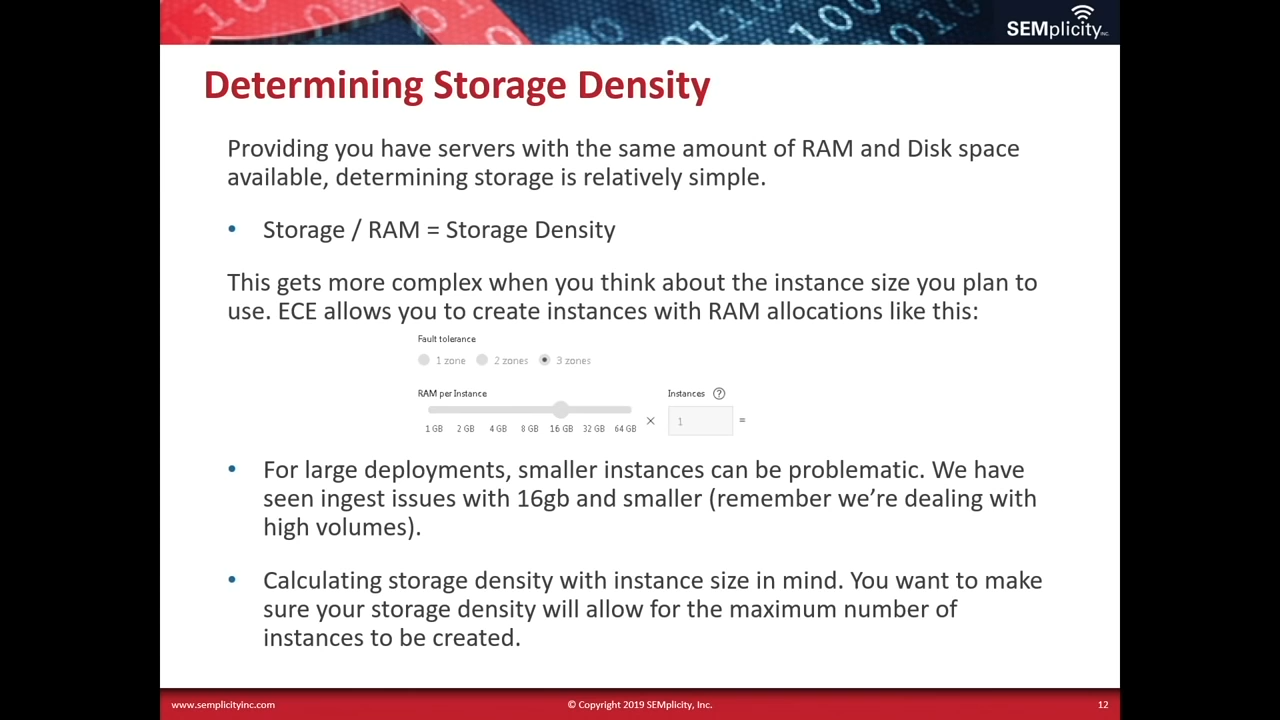 SEMplicity INC.
Determining Storage Density
Providing you have servers with the same amount of RAM and Disk space
available, determining storage is relatively simple.
• Storage / RAM = Storage Density
This gets more complex when you think about the instance size you plan to
use. ECE allows you to create instances with RAM allocations like this:
Fault tolerance
1 zone 2 zones 3 zones
RAM per Instance Instances ?
1 GB 2 GB 4 GB 8 GB 16 GB 32 GB 64 GB × 1 =
• For large deployments, smaller instances can be problematic. We have
seen ingest issues with 16gb and smaller (remember we’re dealing with
high volumes).
• Calculating storage density with instance size in mind. You want to make
sure your storage density will allow for the maximum number of
instances to be created.
www.semplicityinc.com © Copyright 2019 SEMplicity, Inc. 12